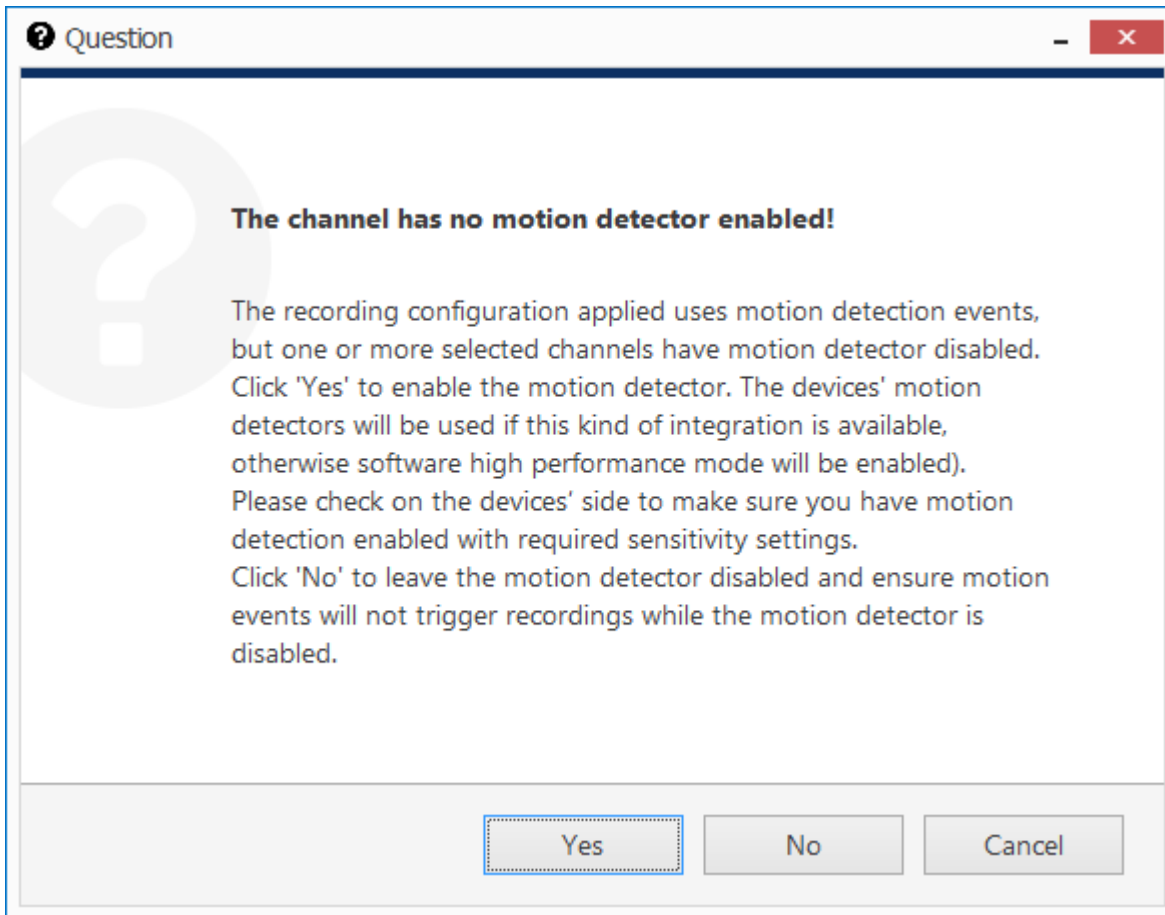 Question
The channel has no motion detector enabled!
The recording configuration applied uses motion detection events,
but one or more selected channels have motion detector disabled.
Click 'Yes' to enable the motion detector. The devices' motion
detectors will be used if this kind of integration is available,
otherwise software high performance mode will be enabled).
Please check on the devices’ side to make sure you have motion
detection enabled with required sensitivity settings.
Click 'No' to leave the motion detector disabled and ensure motion
events will not trigger recordings while the motion detector is
disabled.
Yes No Cancel